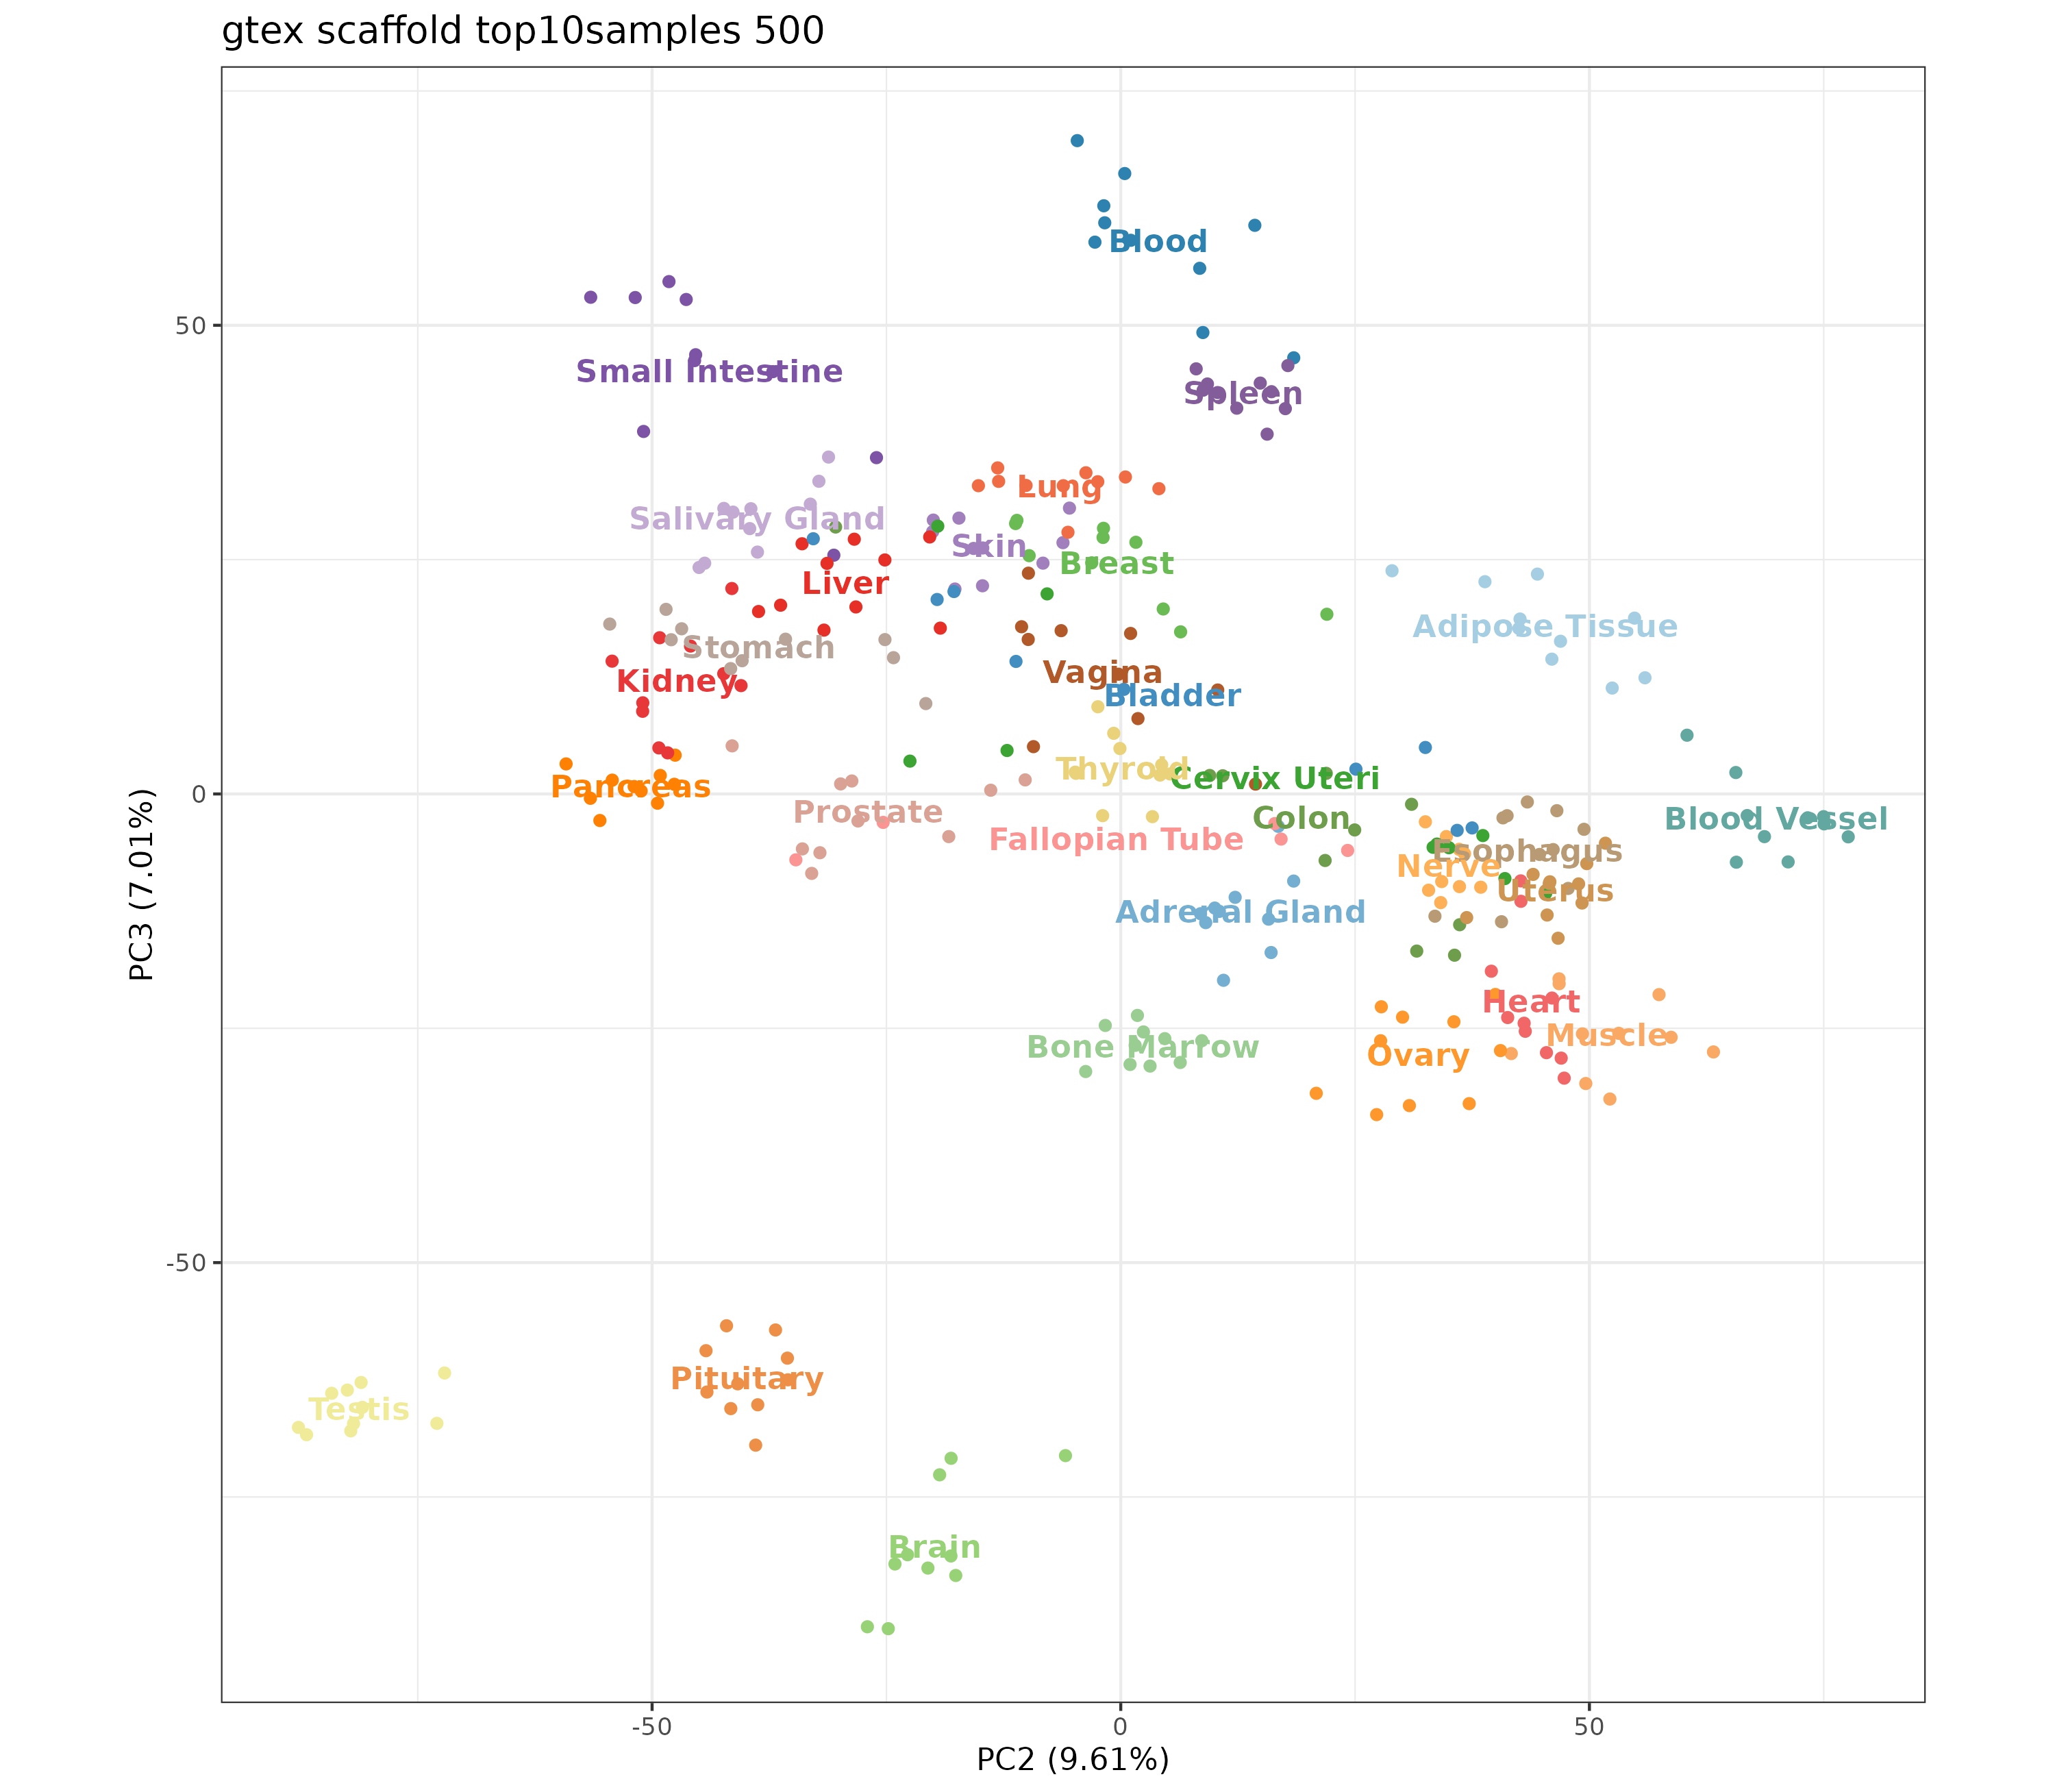 gtex scaffold top10samples 500
Blood
50
Small Intestine
Spleen
Lung
Salivary Gland
Skin
Breast
Liver
Adipose Tissue
Stomach
Vagina
Kidney
Bladder
Thyroid
Cervix Uteri
Pancreas
0
Prostate
Colon
Blood Vessel
Fallopian Tube
Esophagus
Nerve
Uterus
Adrenal Gland
Heart
Muscle
Bone Marrow
Ovary
PC3 (7.01%)
-50
Pituitary
Testis
Brain
-50
0
50
PC2 (9.61%)